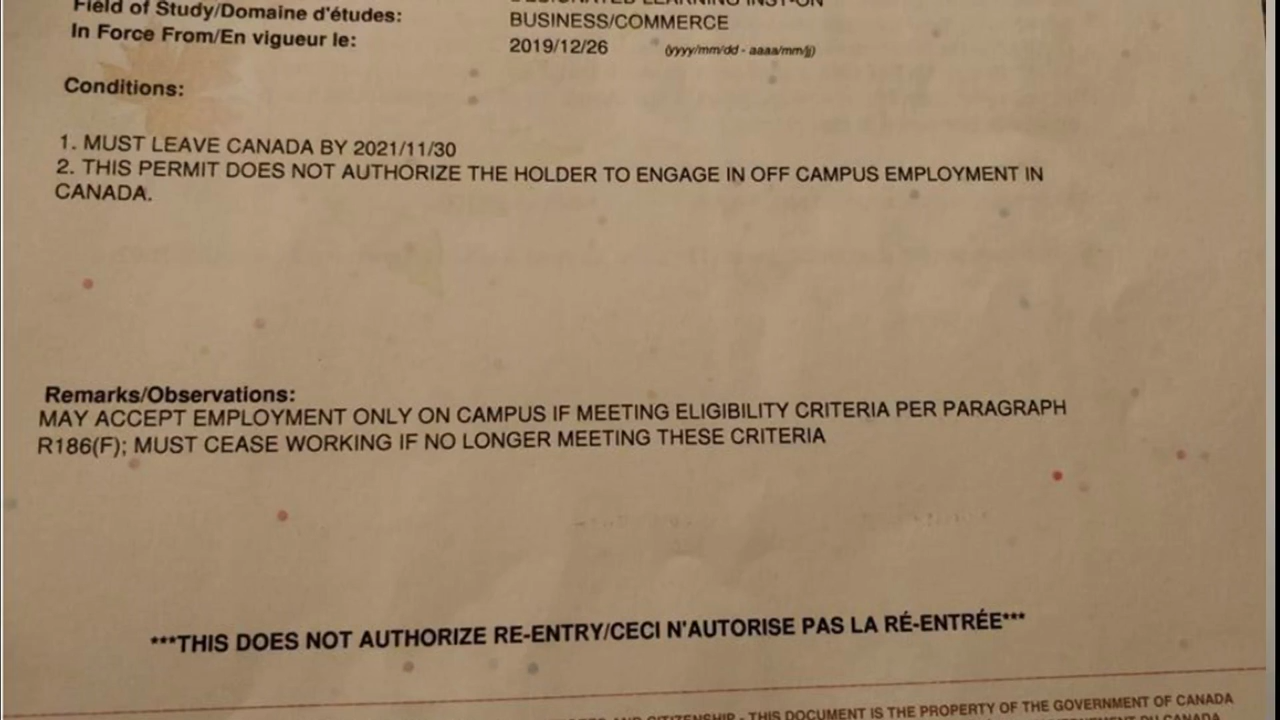 Field of Study/Domaine d'études:
BUSINESS/COMMERCE
In Force From/En vigueur le:
2019/12/26
(yyyy/mm/dd - aaaa/mm/jj)
Conditions:
1. MUST LEAVE CANADA BY 2021/11/30
2. THIS PERMIT DOES NOT AUTHORIZE THE HOLDER TO ENGAGE IN OFF CAMPUS EMPLOYMENT IN
CANADA.
Remarks/Observations:
MAY ACCEPT EMPLOYMENT ONLY ON CAMPUS IF MEETING ELIGIBILITY CRITERIA PER PARAGRAPH
R186(F); MUST CEASE WORKING IF NO LONGER MEETING THESE CRITERIA
***THIS DOES NOT AUTHORIZE RE-ENTRY/CECI N'AUTORISE PAS LA RÉ-ENTRÉE***
AND CITIZENSHIP - THIS DOCUMENT IS THE PROPERTY OF THE GOVERNMENT OF CANADA